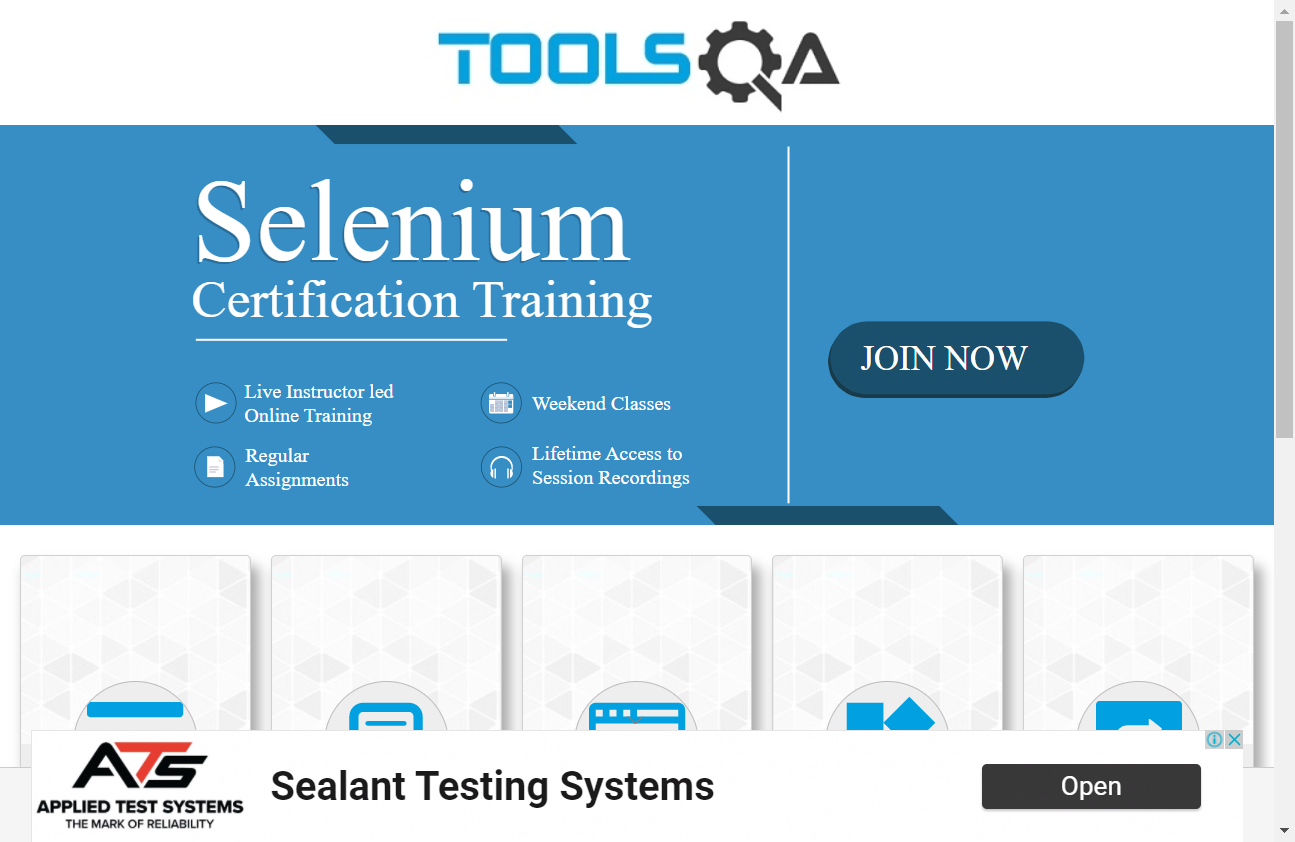 TOOLSQA
Selenium
Certification Training
JOIN NOW
Live Instructor led
Online Training
Weekend Classes
Regular
Assignments
Lifetime Access to
Session Recordings
ATS
APPLIED TEST SYSTEMS
THE MARK OF RELIABILITY
Sealant Testing Systems
Open